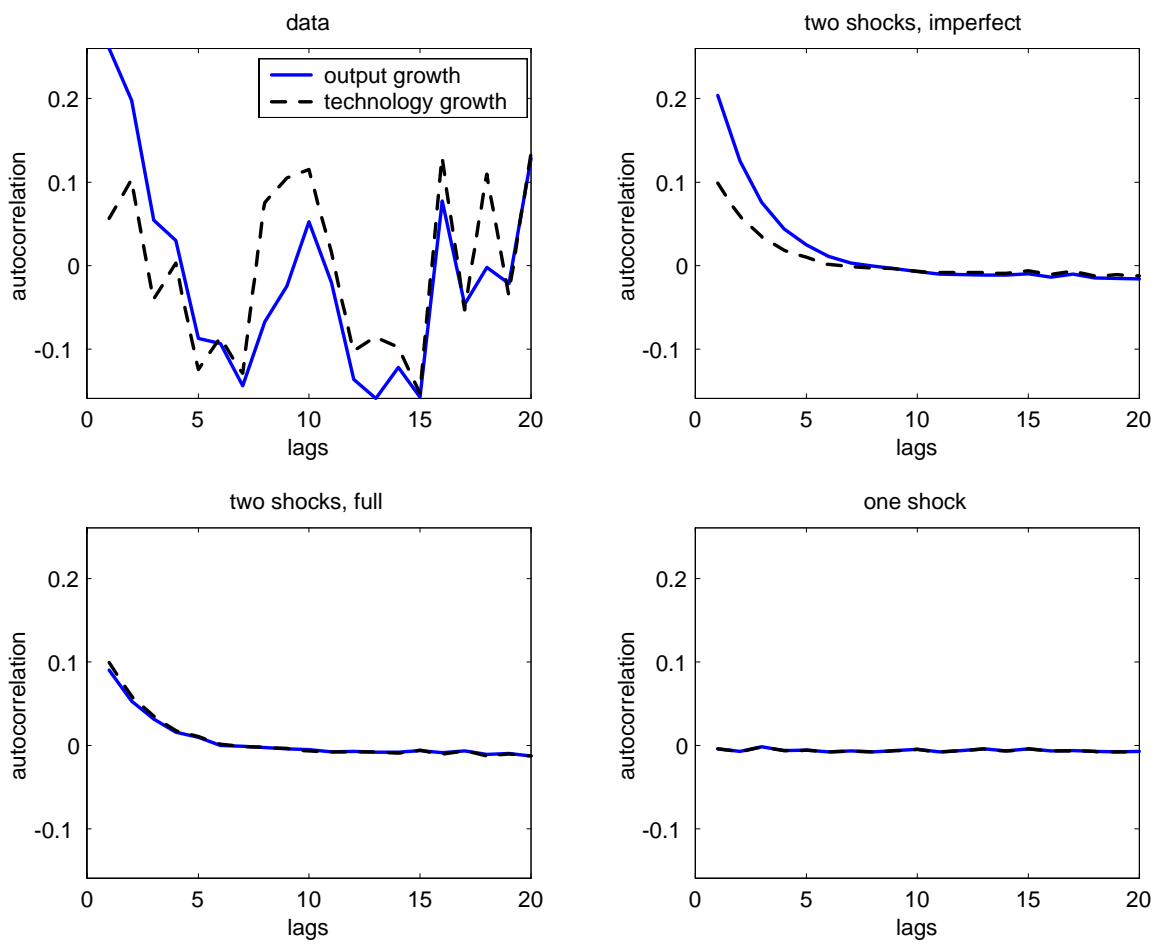 data
0.2
0.1
0
-0.1
autocorrelation
output growth
technology growth
0 5 10 15 20
lags
two shocks, imperfect
0.2
0.1
0
-0.1
autocorrelation
0 5 10 15 20
lags
two shocks, full
0.2
0.1
0
-0.1
autocorrelation
0 5 10 15 20
lags
one shock
0.2
0.1
0
-0.1
autocorrelation
0 5 10 15 20
lags